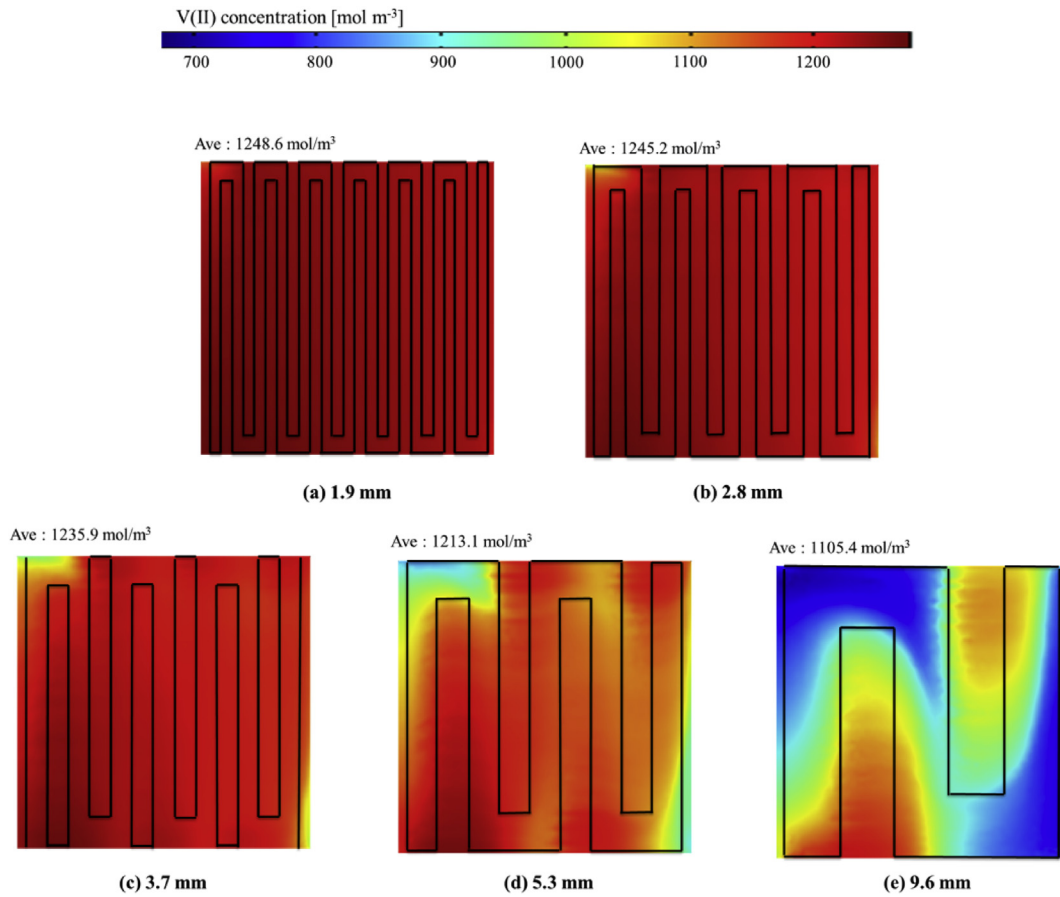 V(II) concentration [mol m⁻³]
700 800 900 1000 1100 1200
Ave : 1248.6 mol/m³
Ave : 1245.2 mol/m³
(a) 1.9 mm
(b) 2.8 mm
Ave : 1235.9 mol/m³
Ave : 1213.1 mol/m³
Ave : 1105.4 mol/m³
(c) 3.7 mm
(d) 5.3 mm
(e) 9.6 mm